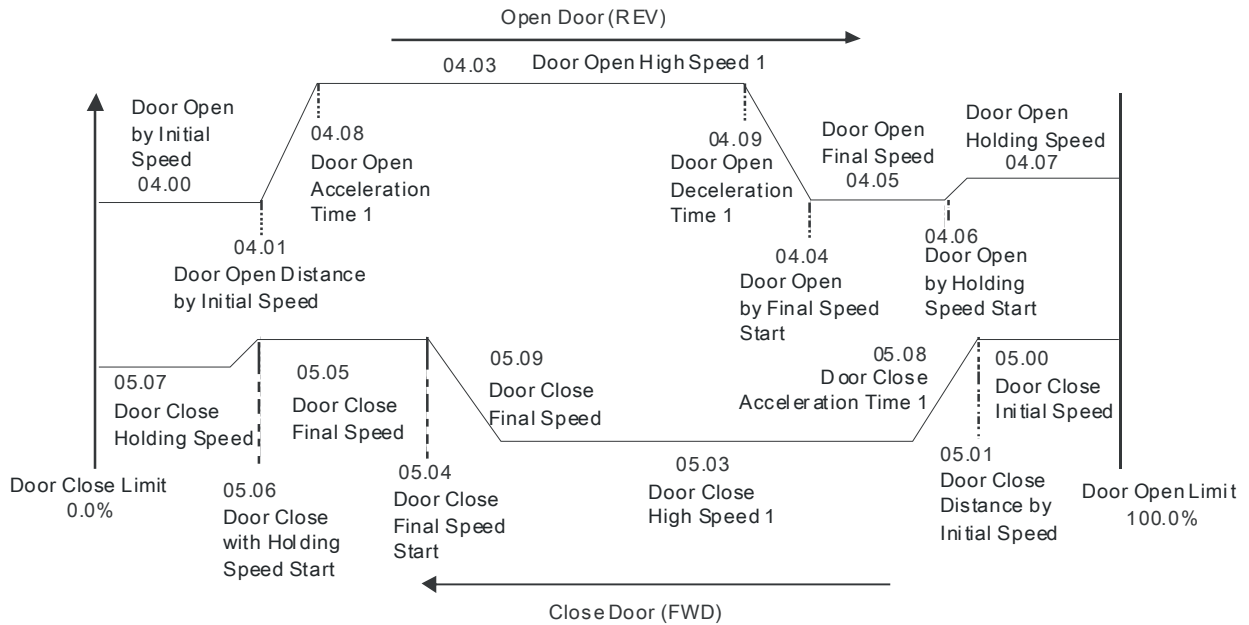 Open Door (REV)
04.03
Door Open High Speed 1
Door Open
by Initial
Speed
04.00
04.08
Door Open
Acceleration
Time 1
04.09
Door Open
Deceleration
Time 1
Door Open
Final Speed
04.05
Door Open
Holding Speed
04.07
04.01
Door Open Distance
by Initial Speed
04.04
Door Open
by Final Speed
Start
04.06
Door Open
by Holding
Speed Start
05.07
Door Close
Holding Speed
05.05
Door Close
Final Speed
05.09
Door Close
Final Speed
05.08
Door Close
Acceleration Time 1
05.00
Door Close
Initial Speed
Door Close Limit
0.0%
05.06
Door Close
with Holding
Speed Start
05.04
Door Close
Final Speed
Start
05.03
Door Close
High Speed 1
05.01
Door Close
Distance by
Initial Speed
Door Open Limit
100.0%
Close Door (FWD)